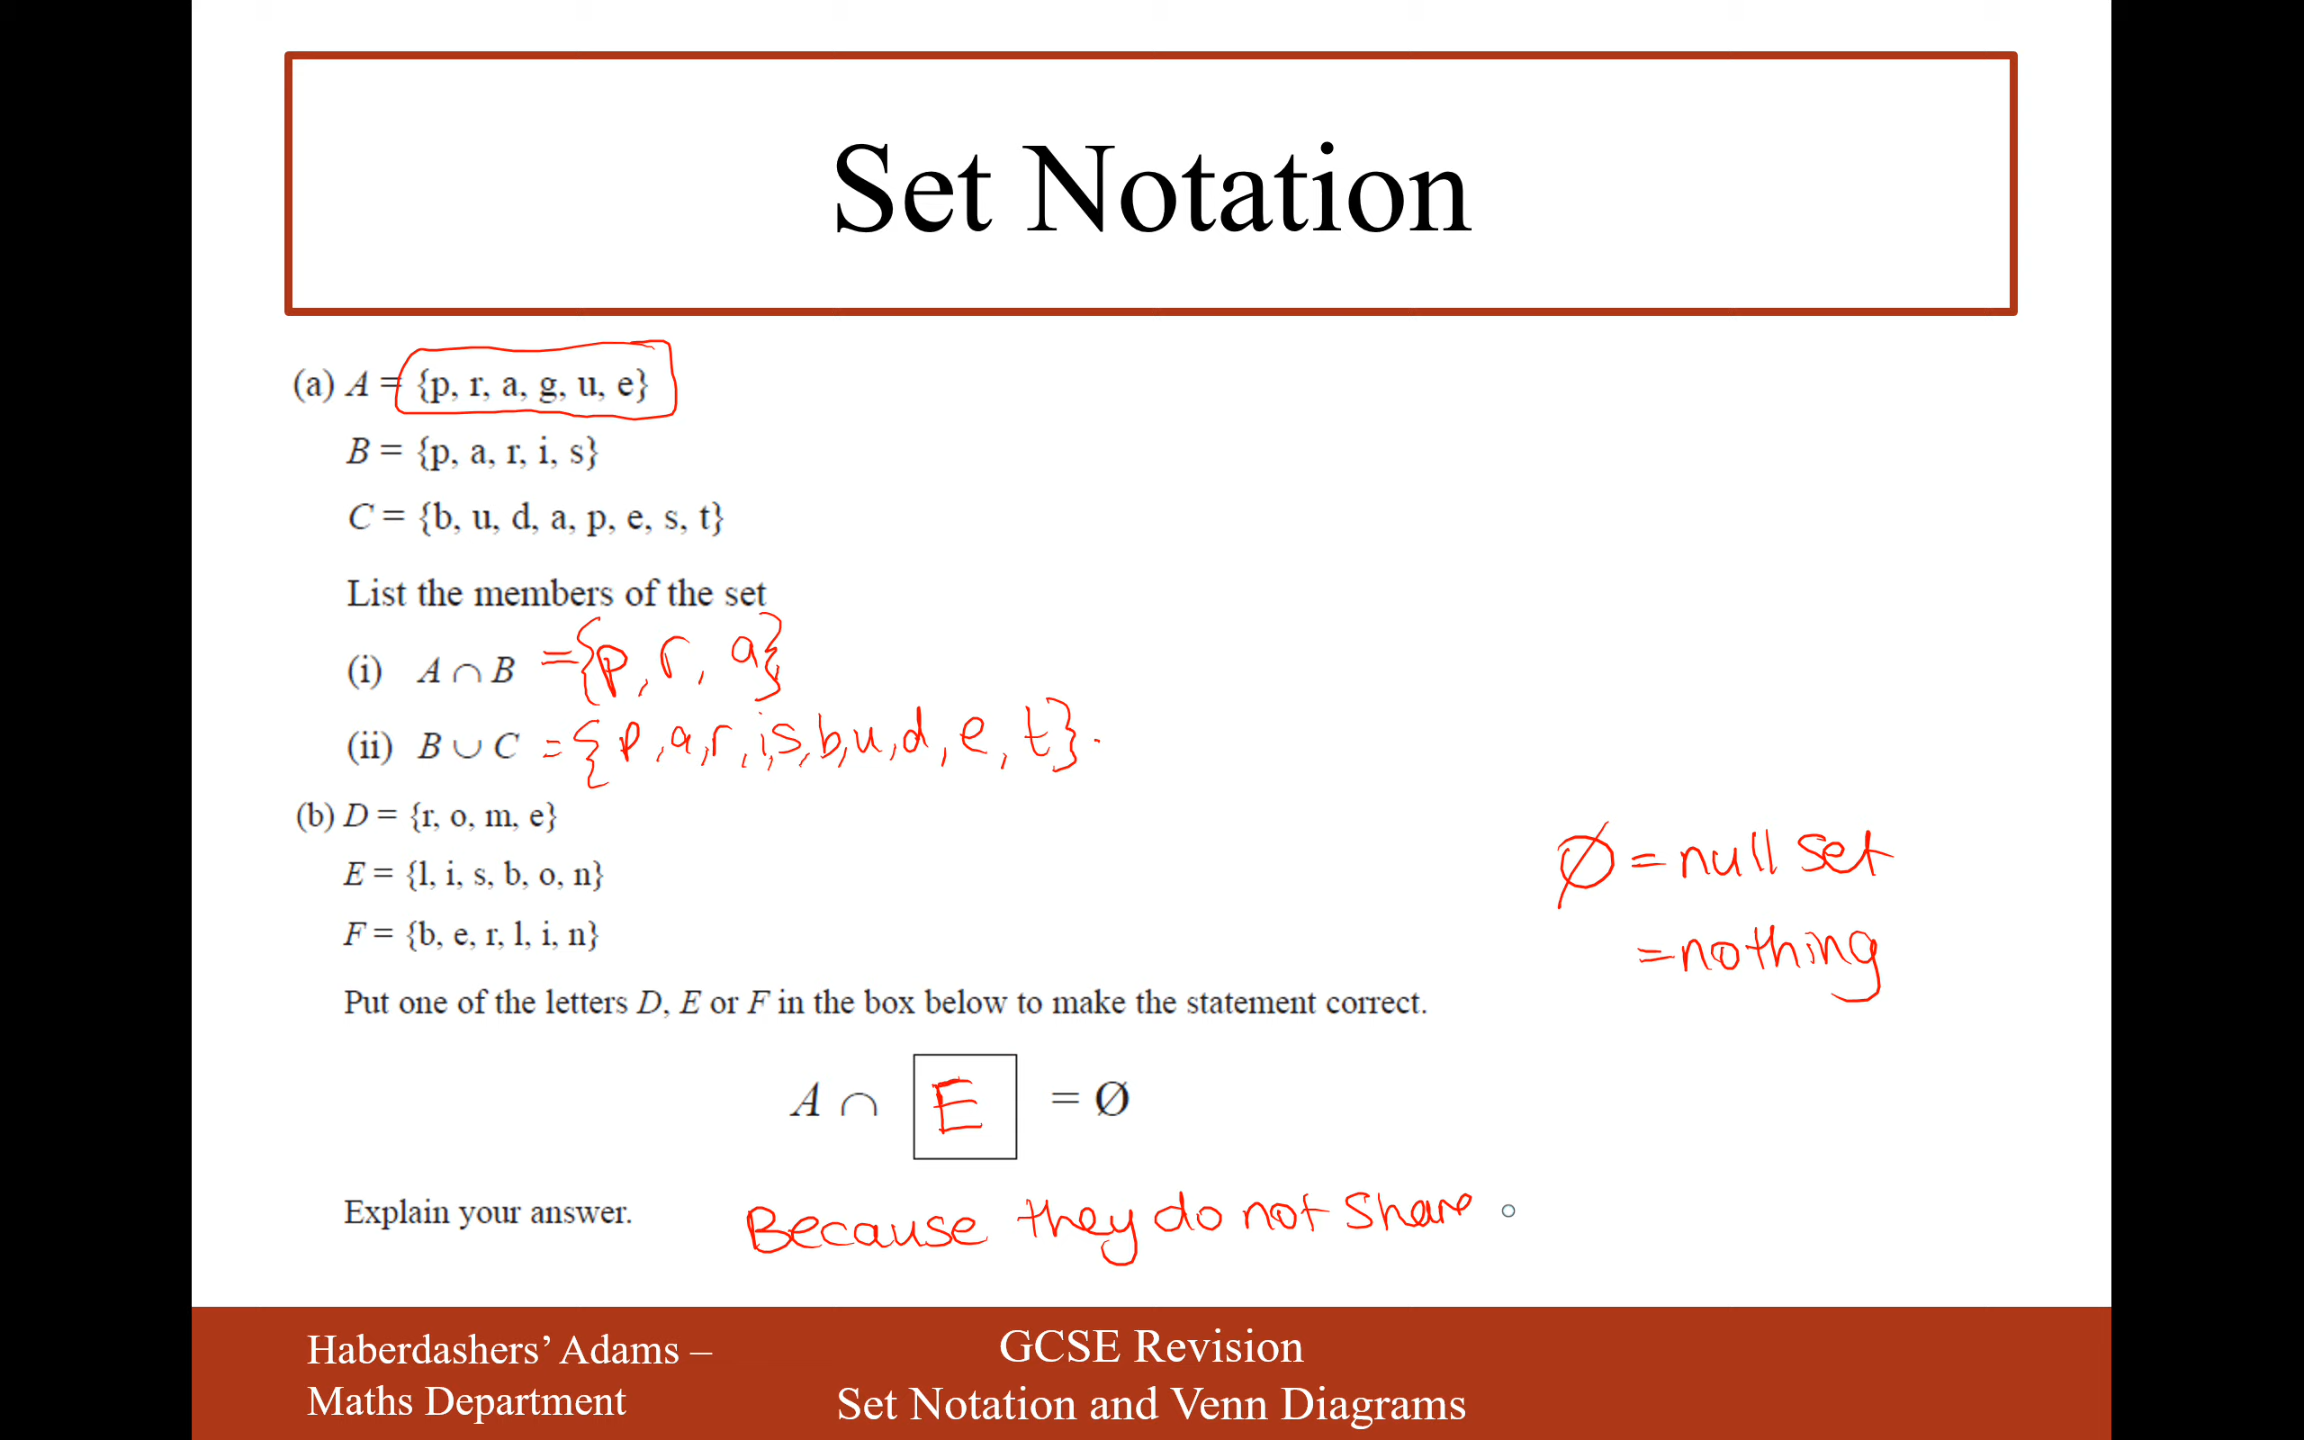 Set Notation
(a) A = {p, r, a, g, u, e}
B = {p, a, r, i, s}
C = {b, u, d, a, p, e, s, t}
List the members of the set
(i) A ∩ B = {p, r, a}
(ii) B ∪ C = {p, a, r, i, s, b, u, d, e, t}.
(b) D = {r, o, m, e}
E = {l, i, s, b, o, n}
F = {b, e, r, l, i, n}
Ø = null set
= nothing
Put one of the letters D, E or F in the box below to make the statement correct.
A ∩ E = Ø
Explain your answer. Because they do not share
Haberdashers' Adams –
Maths Department
GCSE Revision
Set Notation and Venn Diagrams